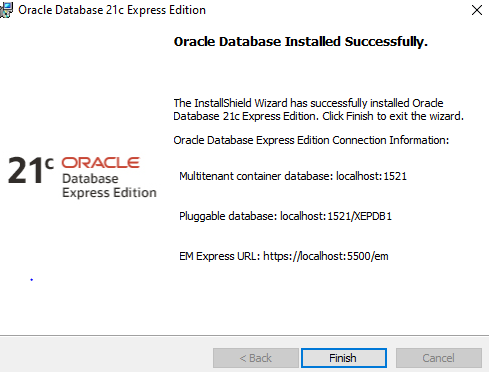 Oracle Database 21c Express Edition
Oracle Database Installed Successfully.
The InstallShield Wizard has successfully installed Oracle
Database 21c Express Edition. Click Finish to exit the wizard.
Oracle Database Express Edition Connection Information:
21c ORACLE
Database
Express Edition
Multitenant container database: localhost:1521
Pluggable database: localhost:1521/XEPDB1
EM Express URL: https://localhost:5500/em
< Back
Finish
Cancel